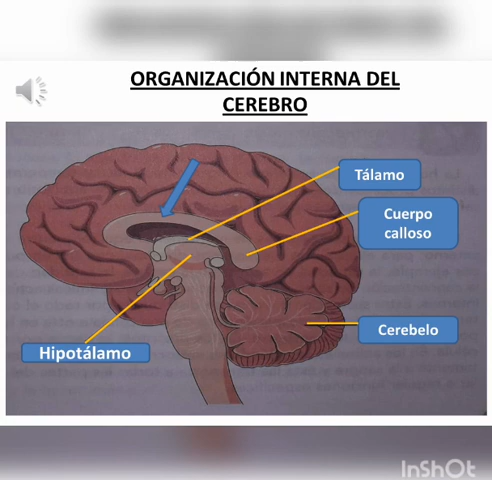 ORGANIZACIÓN INTERNA DEL
CEREBRO
Tálamo
Cuerpo
calloso
Cerebelo
Hipotálamo
InShOt